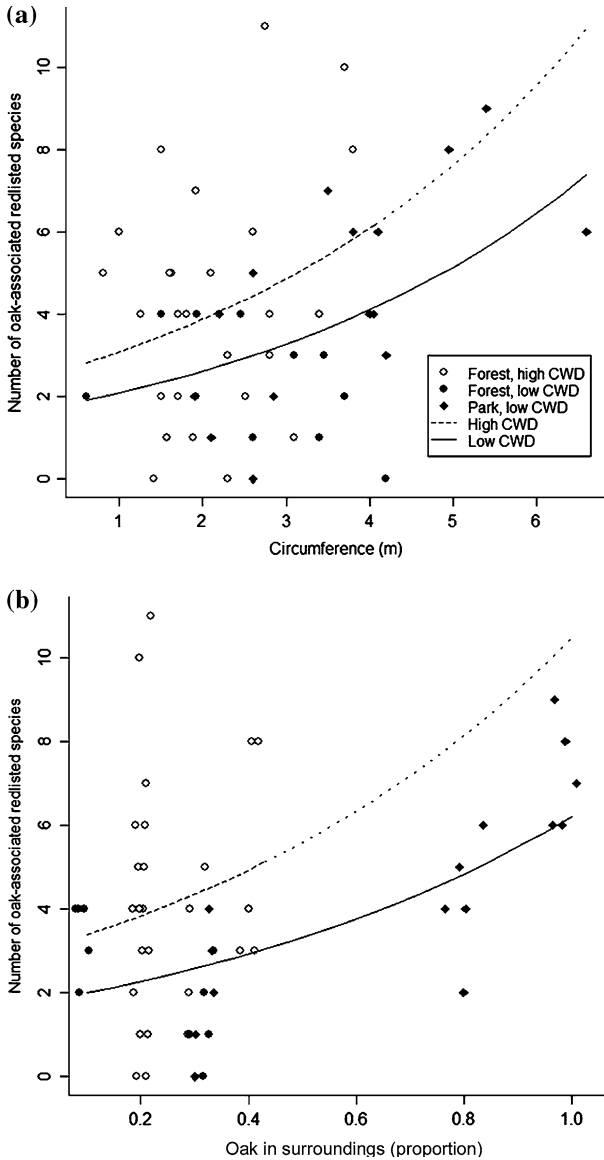 (a)
10
8
6
4
2
0
Number of oak-associated redlisted species
Forest, high CWD
Forest, low CWD
Park, low CWD
High CWD
Low CWD
1 2 3 4 5 6
Circumference (m)
(b)
10
8
6
4
2
0
Number of oak-associated redlisted species
0.2 0.4 0.6 0.8 1.0
Oak in surroundings (proportion)